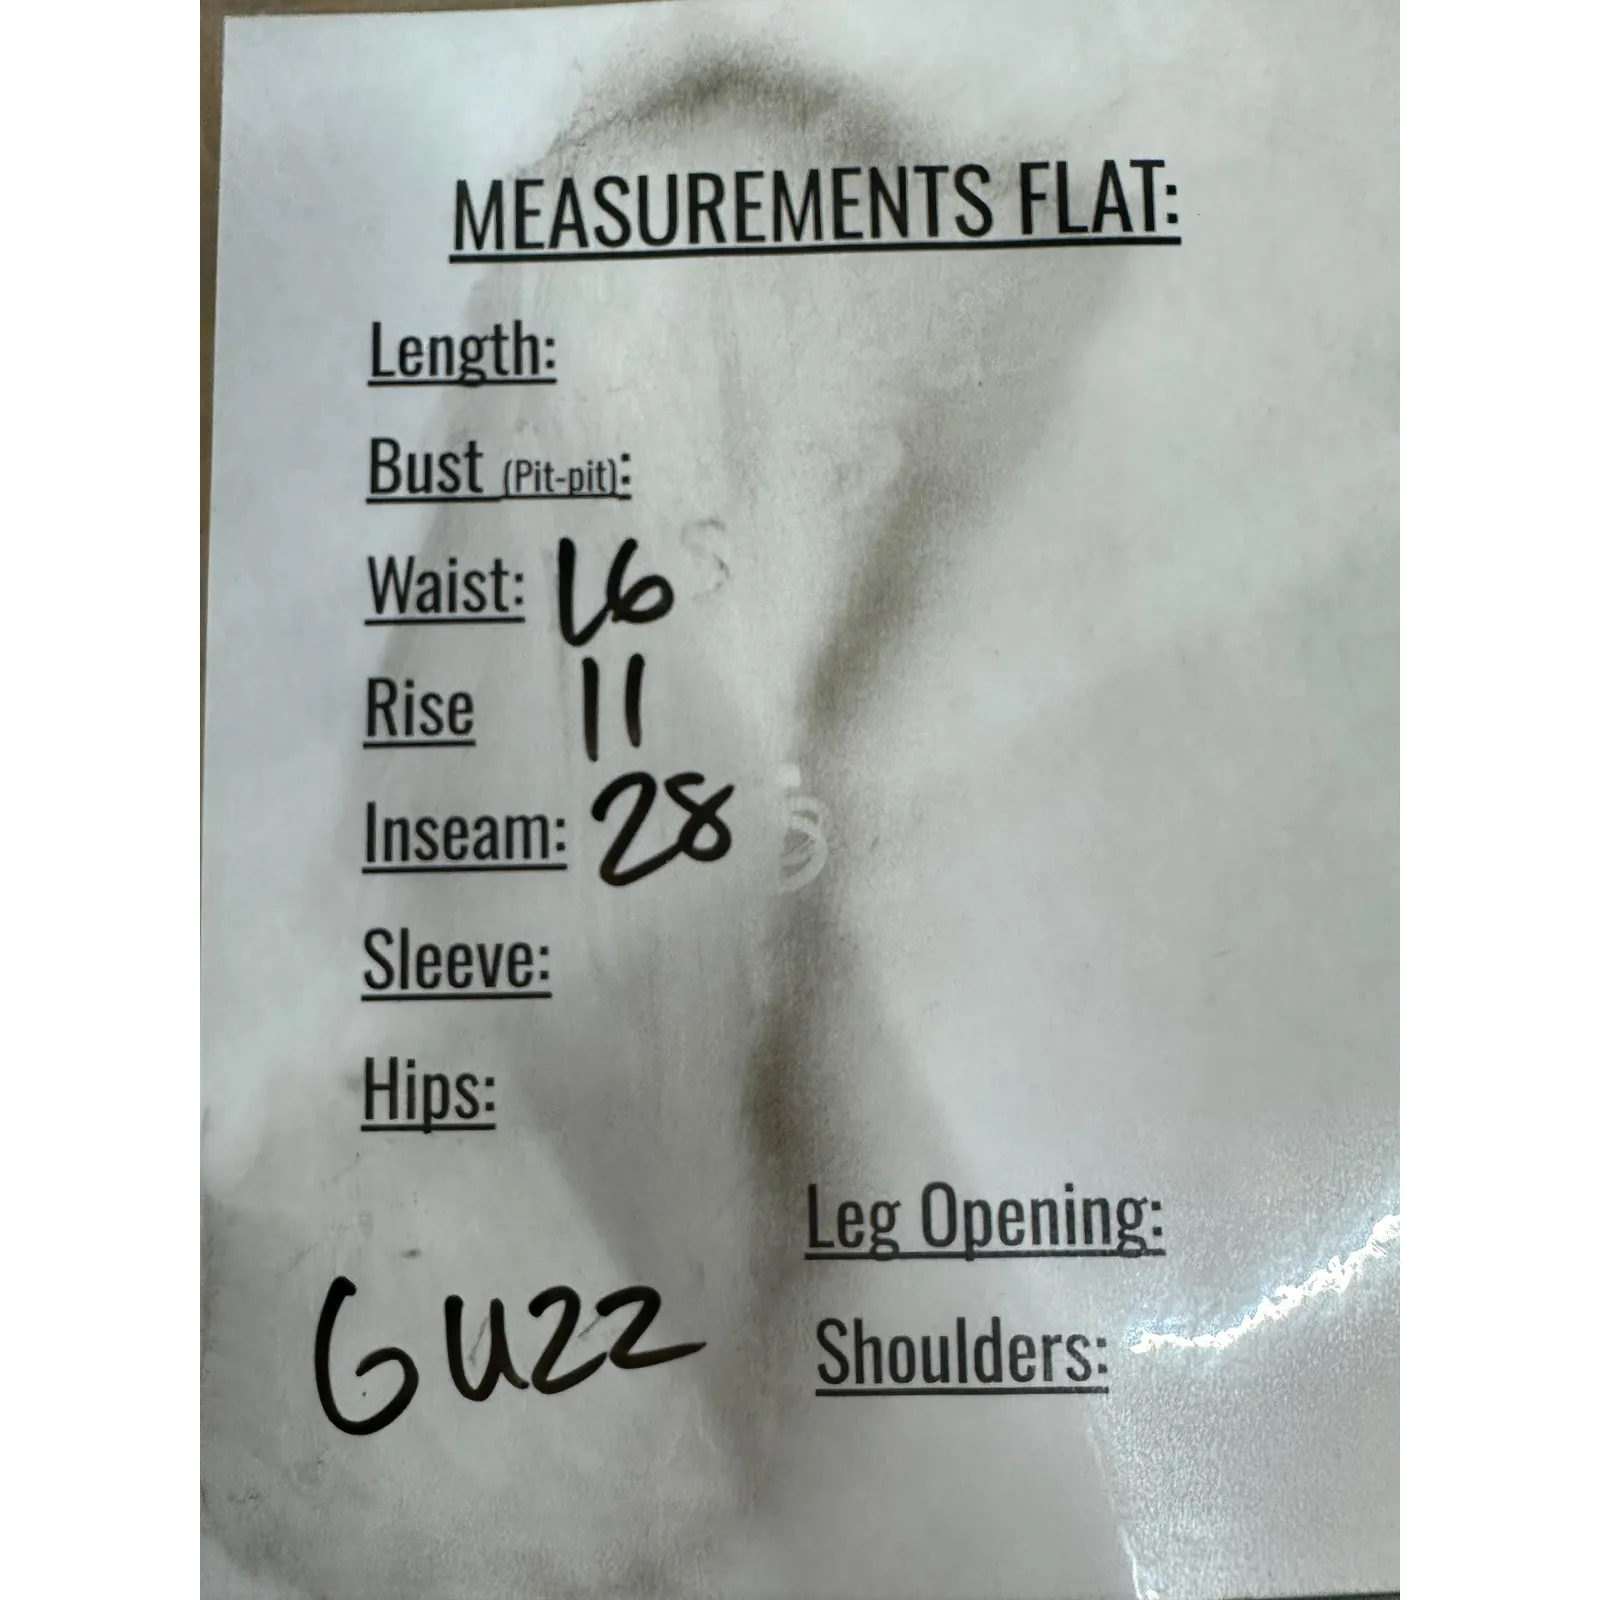 MEASUREMENTS FLAT:
Length:
Bust (Pit-pit):
Waist: 16
Rise 11
Inseam: 28
Sleeve:
Hips:
Leg Opening:
GU22
Shoulders: